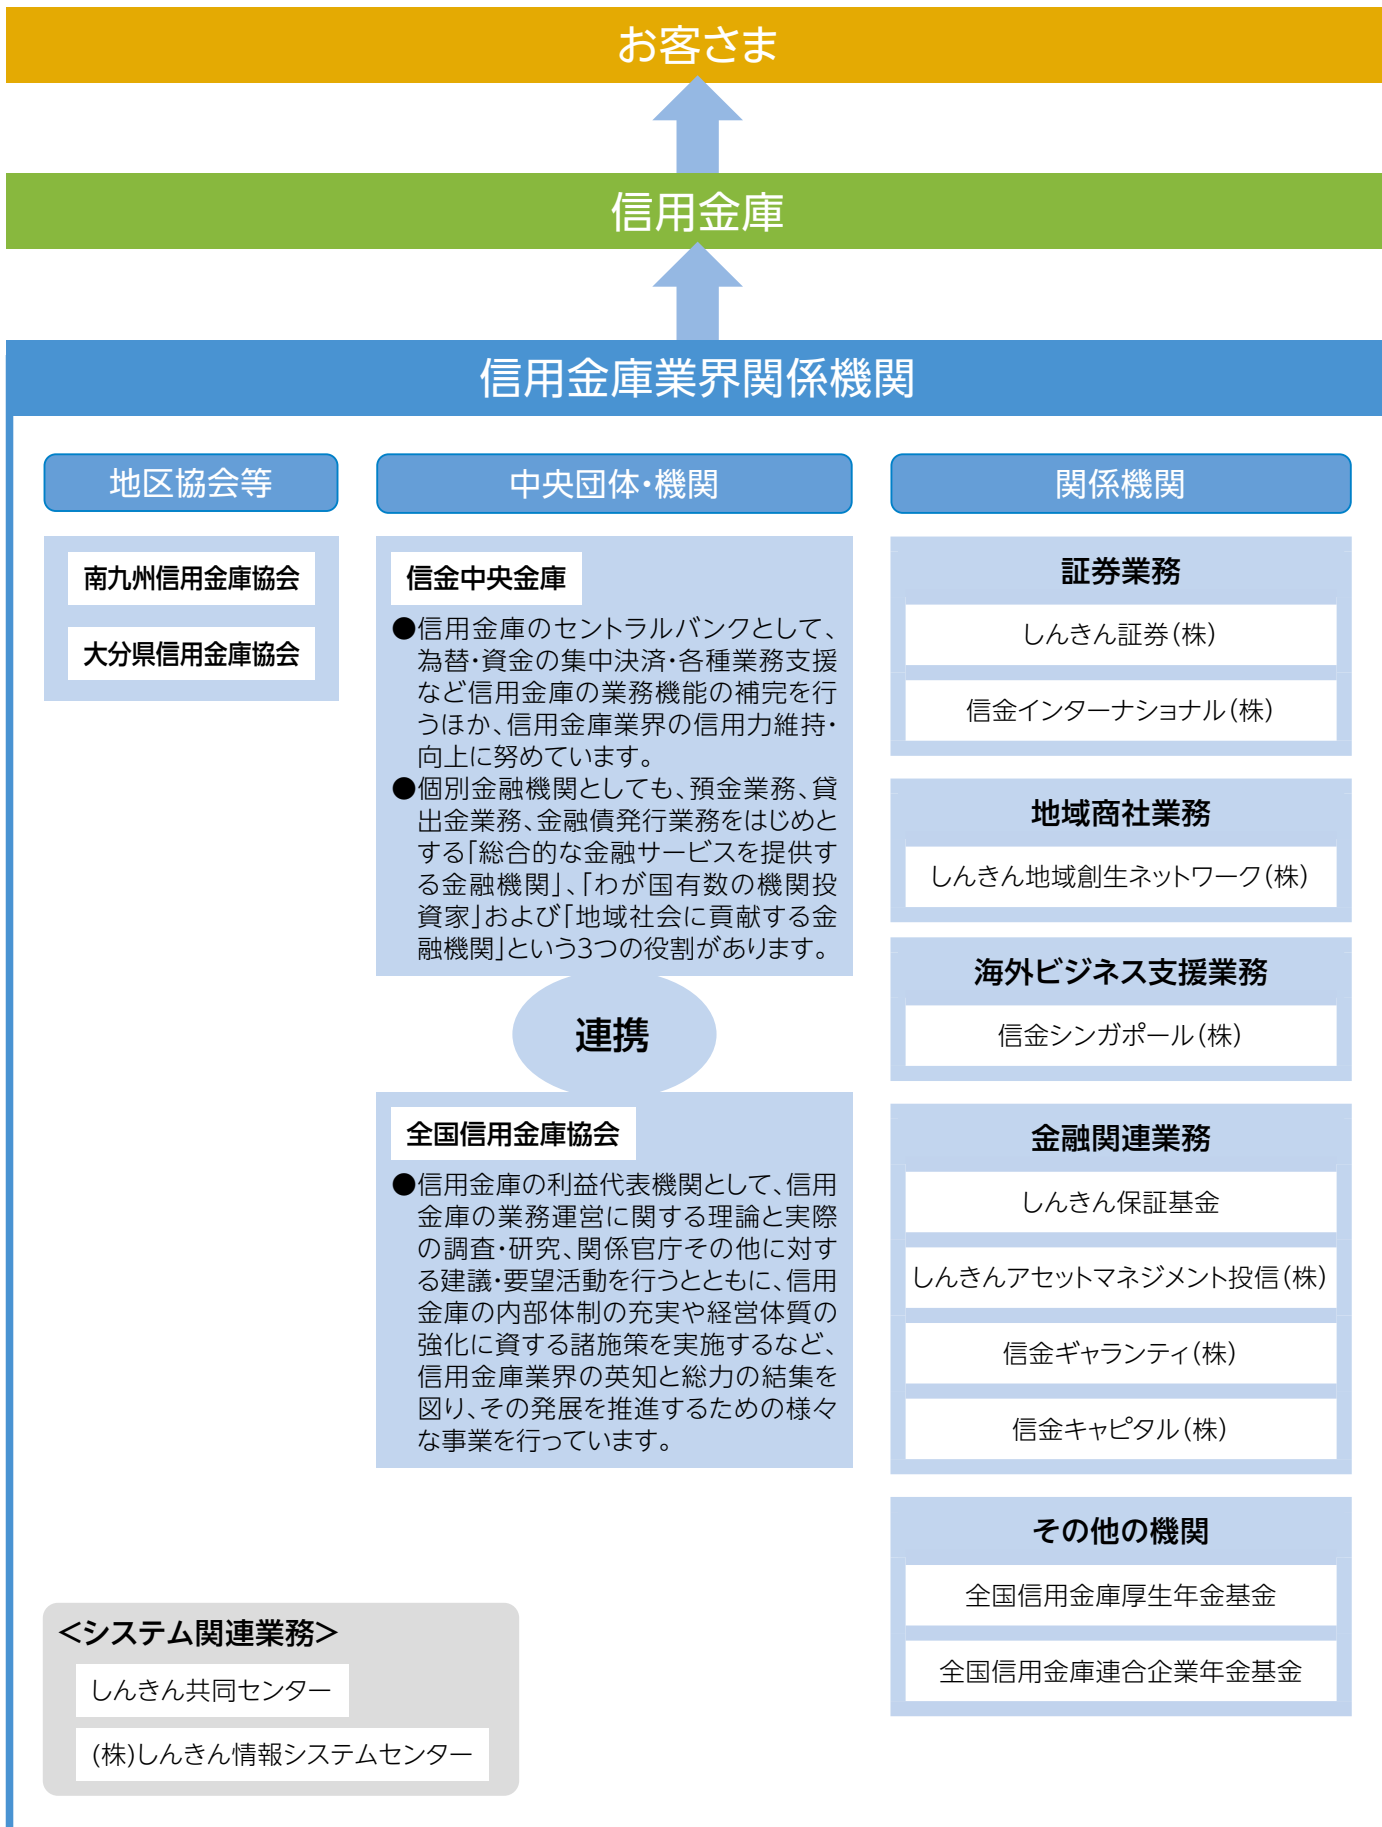 お客さま
信用金庫
信用金庫業界関係機関
地区協会等
南九州信用金庫協会
大分県信用金庫協会
中央団体・機関
信金中央金庫
●信用金庫のセントラルバンクとして、
為替・資金の集中決済・各種業務支援
など信用金庫の業務機能の補完を行
うほか、信用金庫業界の信用力維持・
向上に努めています。
●個別金融機関としても、預金業務、貸
出金業務、金融債発行業務をはじめと
する「総合的な金融サービスを提供す
る金融機関」、「わが国有数の機関投
資家」および「地域社会に貢献する金
融機関」という3つの役割があります。
連携
全国信用金庫協会
●信用金庫の利益代表機関として、信用
金庫の業務運営に関する理論と実際
の調査・研究、関係官庁その他に対す
る建議・要望活動を行うとともに、信用
金庫の内部体制の充実や経営体質の
強化に資する諸施策を実施するなど、
信用金庫業界の英知と総力の結集を
図り、その発展を推進するための様々
な事業を行っています。
関係機関
証券業務
しんきん証券(株)
信金インターナショナル(株)
地域商社業務
しんきん地域創生ネットワーク(株)
海外ビジネス支援業務
信金シンガポール(株)
金融関連業務
しんきん保証基金
しんきんアセットマネジメント投信(株)
信金ギャランティ(株)
信金キャピタル(株)
その他の機関
全国信用金庫厚生年金基金
全国信用金庫連合企業年金基金
<システム関連業務>
しんきん共同センター
(株)しんきん情報システムセンター